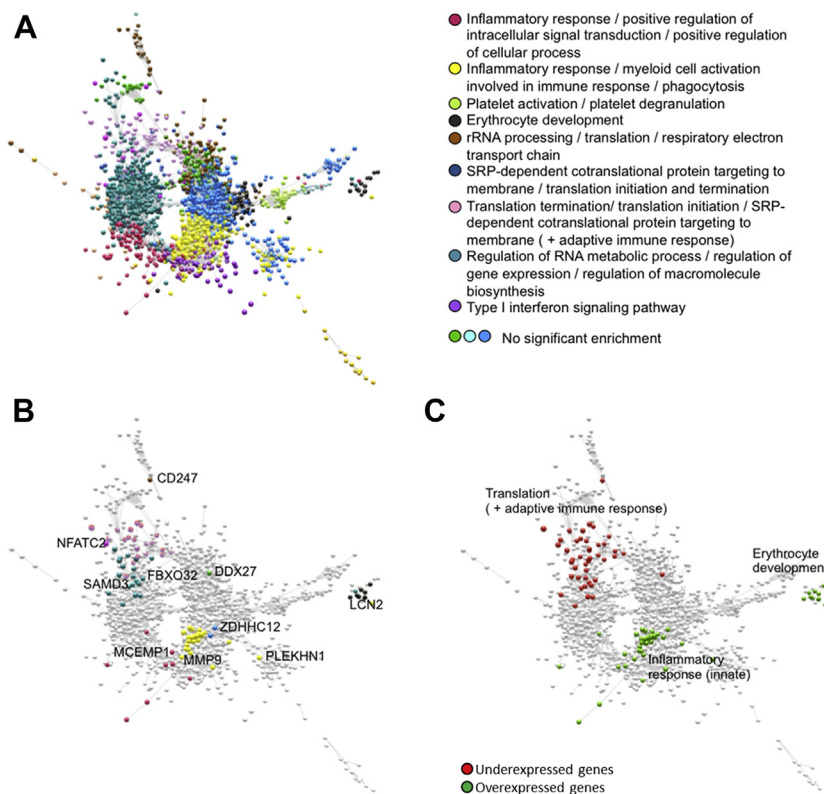 A
Inflammatory response / positive regulation of
intracellular signal transduction / positive regulation
of cellular process
Inflammatory response / myeloid cell activation
involved in immune response / phagocytosis
Platelet activation / platelet degranulation
Erythrocyte development
rRNA processing / translation / respiratory electron
transport chain
SRP-dependent cotranslational protein targeting to
membrane / translation initiation and termination
Translation termination/ translation initiation / SRP-
dependent cotranslational protein targeting to
membrane ( + adaptive immune response)
Regulation of RNA metabolic process / regulation of
gene expression / regulation of macromolecule
biosynthesis
Type I interferon signaling pathway
No significant enrichment
B
CD247
NFATC2
FBXO32
DDX27
SAMD3
LCN2
ZDHHC12
MCEMP1
MMP9
PLEKHN1
C
Translation
( + adaptive immune response)
Erythrocyte
development
Inflammatory
response (innate)
Underexpressed genes
Overexpressed genes